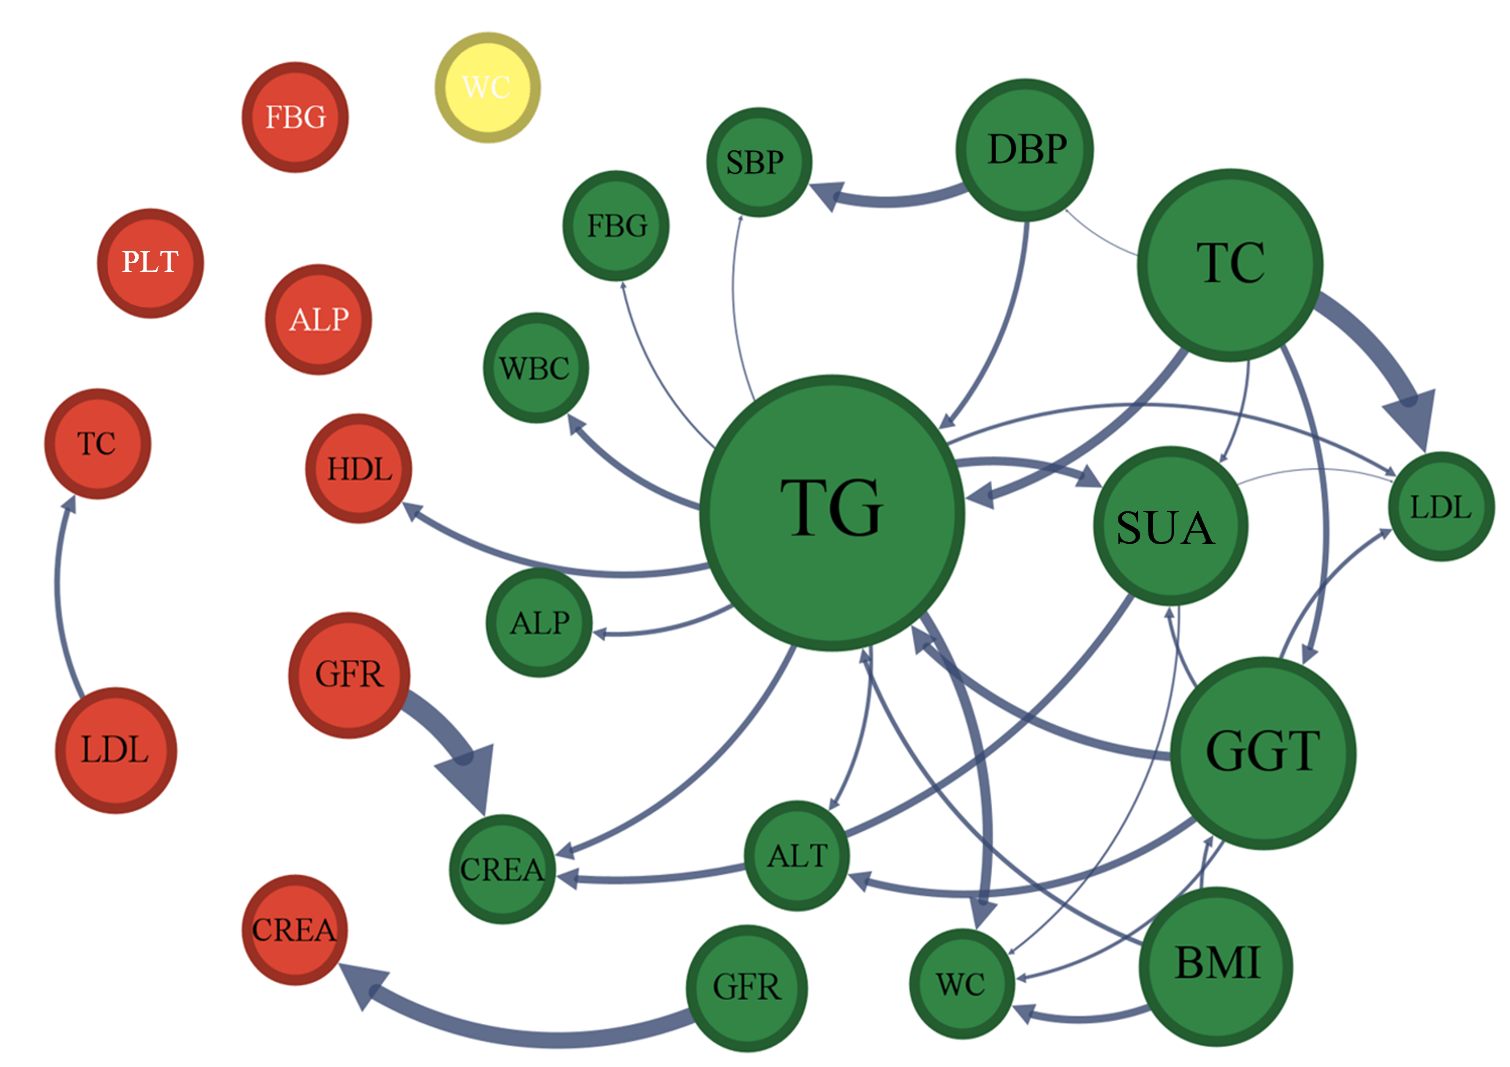 WC
FBG
DBP
SBP
FBG
TC
PLT
ALP
WBC
TC
HDL
TG
LDL
SUA
ALP
GFR
LDL
GGT
ALT
CREA
CREA
BMI
WC
GFR